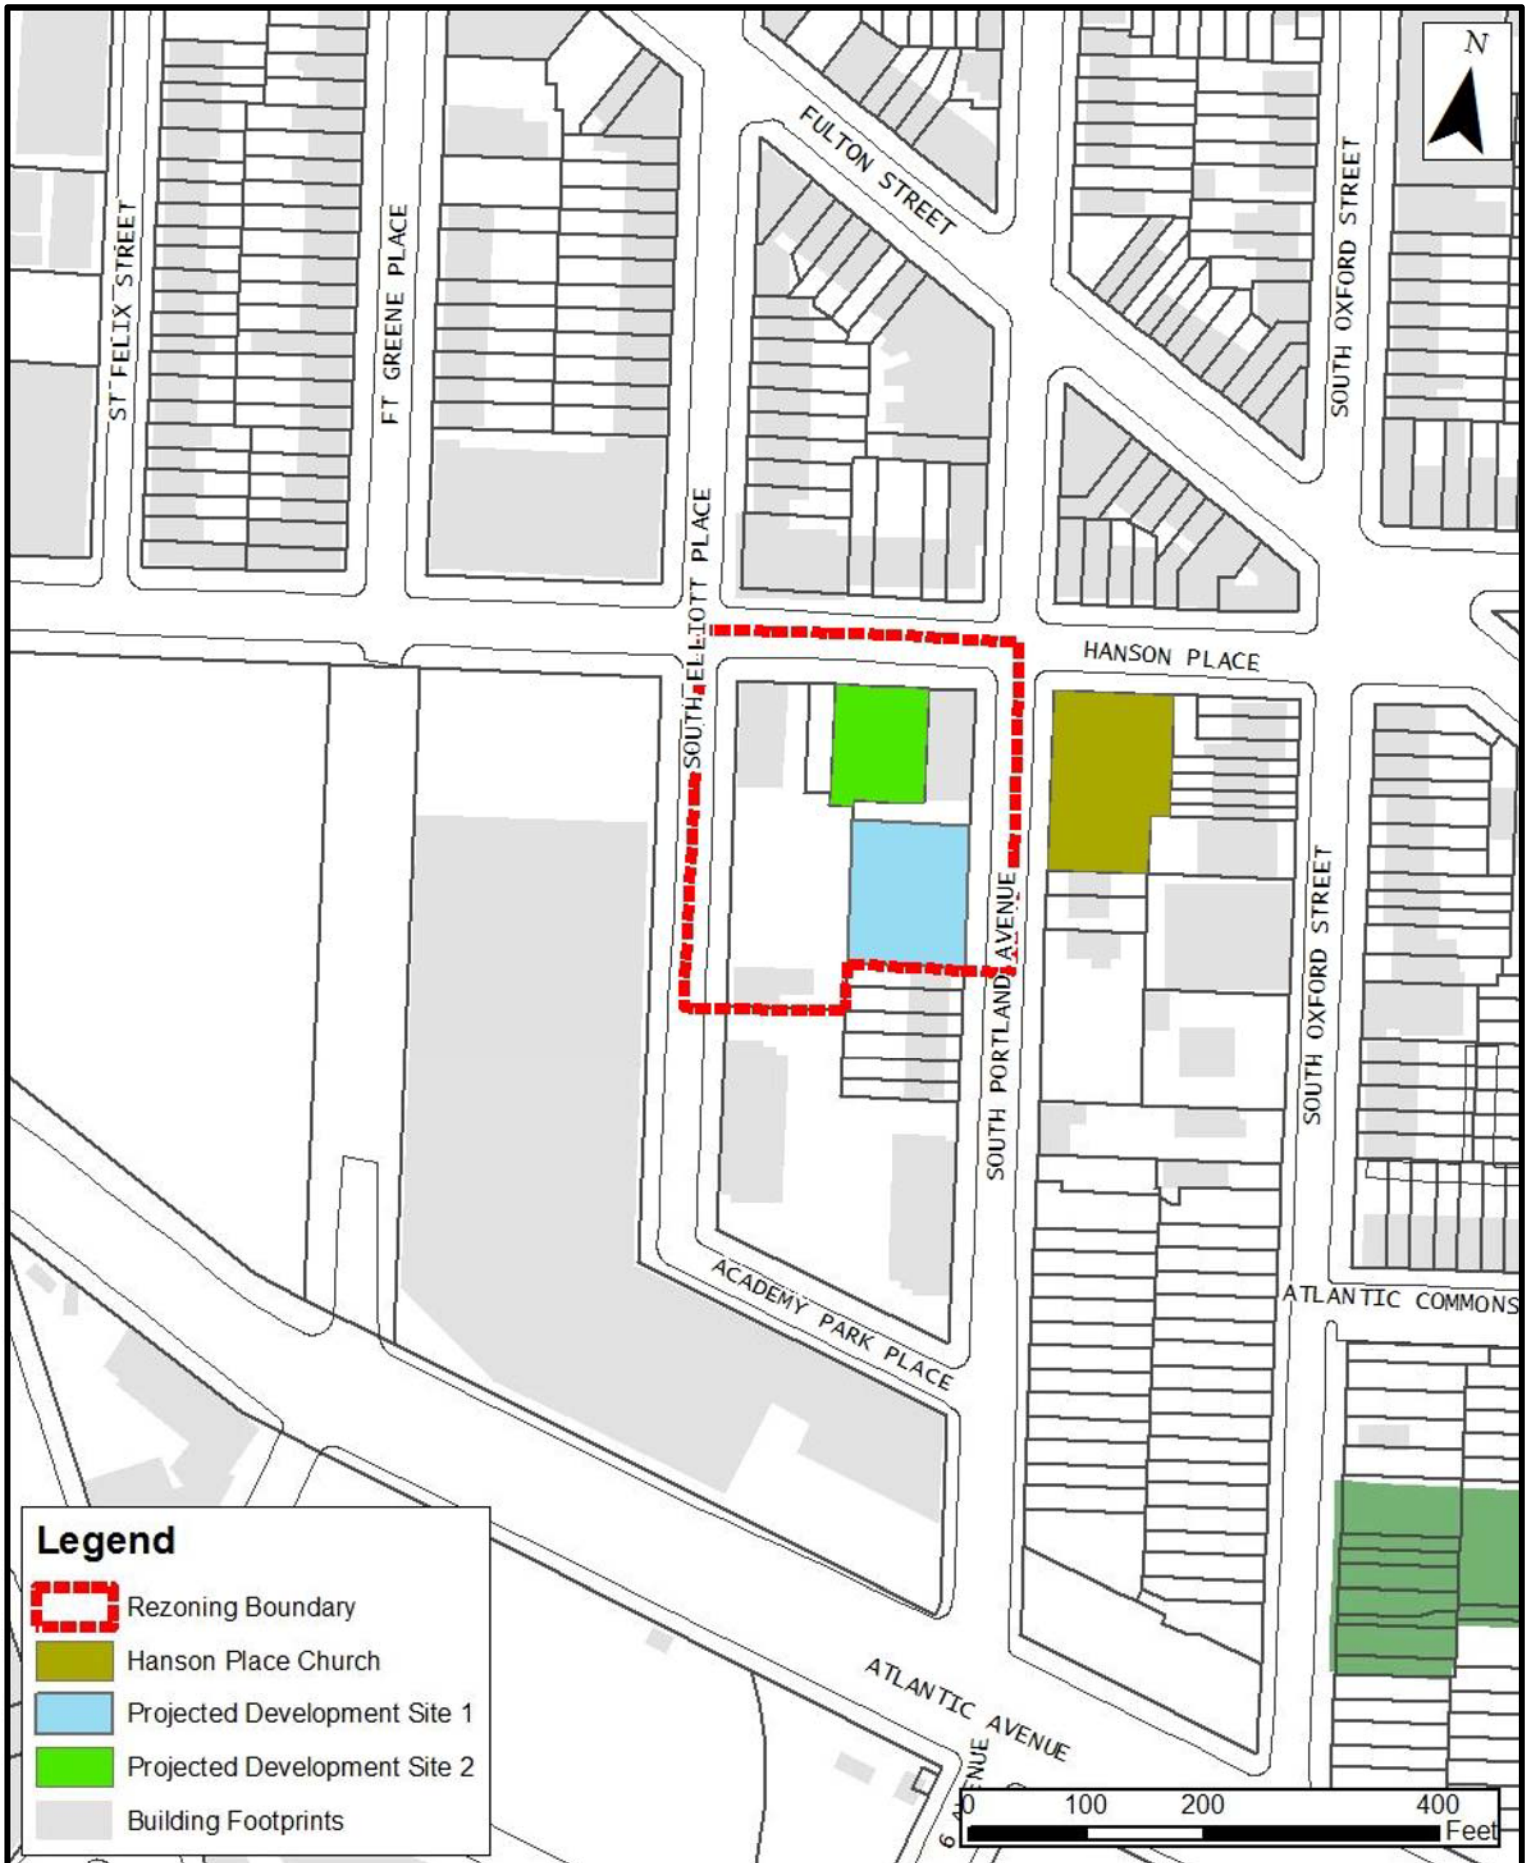 N
FULTON STREET
ST FELIX STREET
FT GREENE PLACE
SOUTH OXFORD STREET
SOUTH ELLIOTT PLACE
HANSON PLACE
SOUTH PORTLAND AVENUE
SOUTH OXFORD STREET
ACADEMY PARK PLACE
ATLANTIC COMMONS
ATLANTIC AVENUE
Legend
Rezoning Boundary
Hanson Place Church
Projected Development Site 1
Projected Development Site 2
Building Footprints
0 100 200 400
Feet